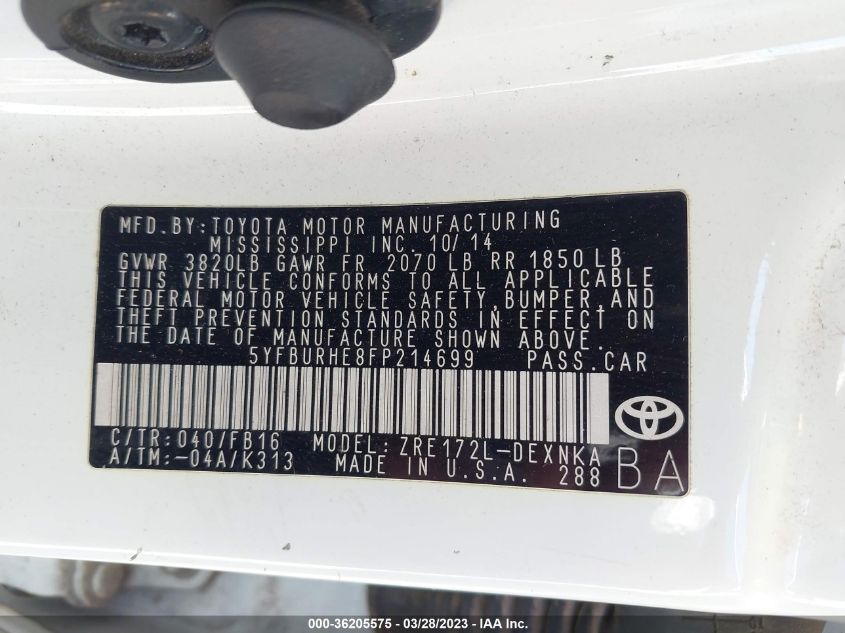 MFD. BY: TOYOTA MOTOR MANUFACTURING
MISSISSIPPI INC. 10/14
GVWR 3820LB GAWR FR 2070 LB RR 1850 LB
THIS VEHICLE CONFORMS TO ALL APPLICABLE
FEDERAL MOTOR VEHICLE SAFETY, BUMPER, AND
THEFT PREVENTION STANDARDS IN EFFECT ON
THE DATE OF MANUFACTURE SHOWN ABOVE.
5YFBURHE8FP214699 PASS. CAR
C/TR: 040/FB16 MODEL: ZRE172L-DEXNKA
A/TM: -04A/K313 MADE IN U.S.A. 288
BA
000-36205575 - 03/28/2023 - © IAA Inc.